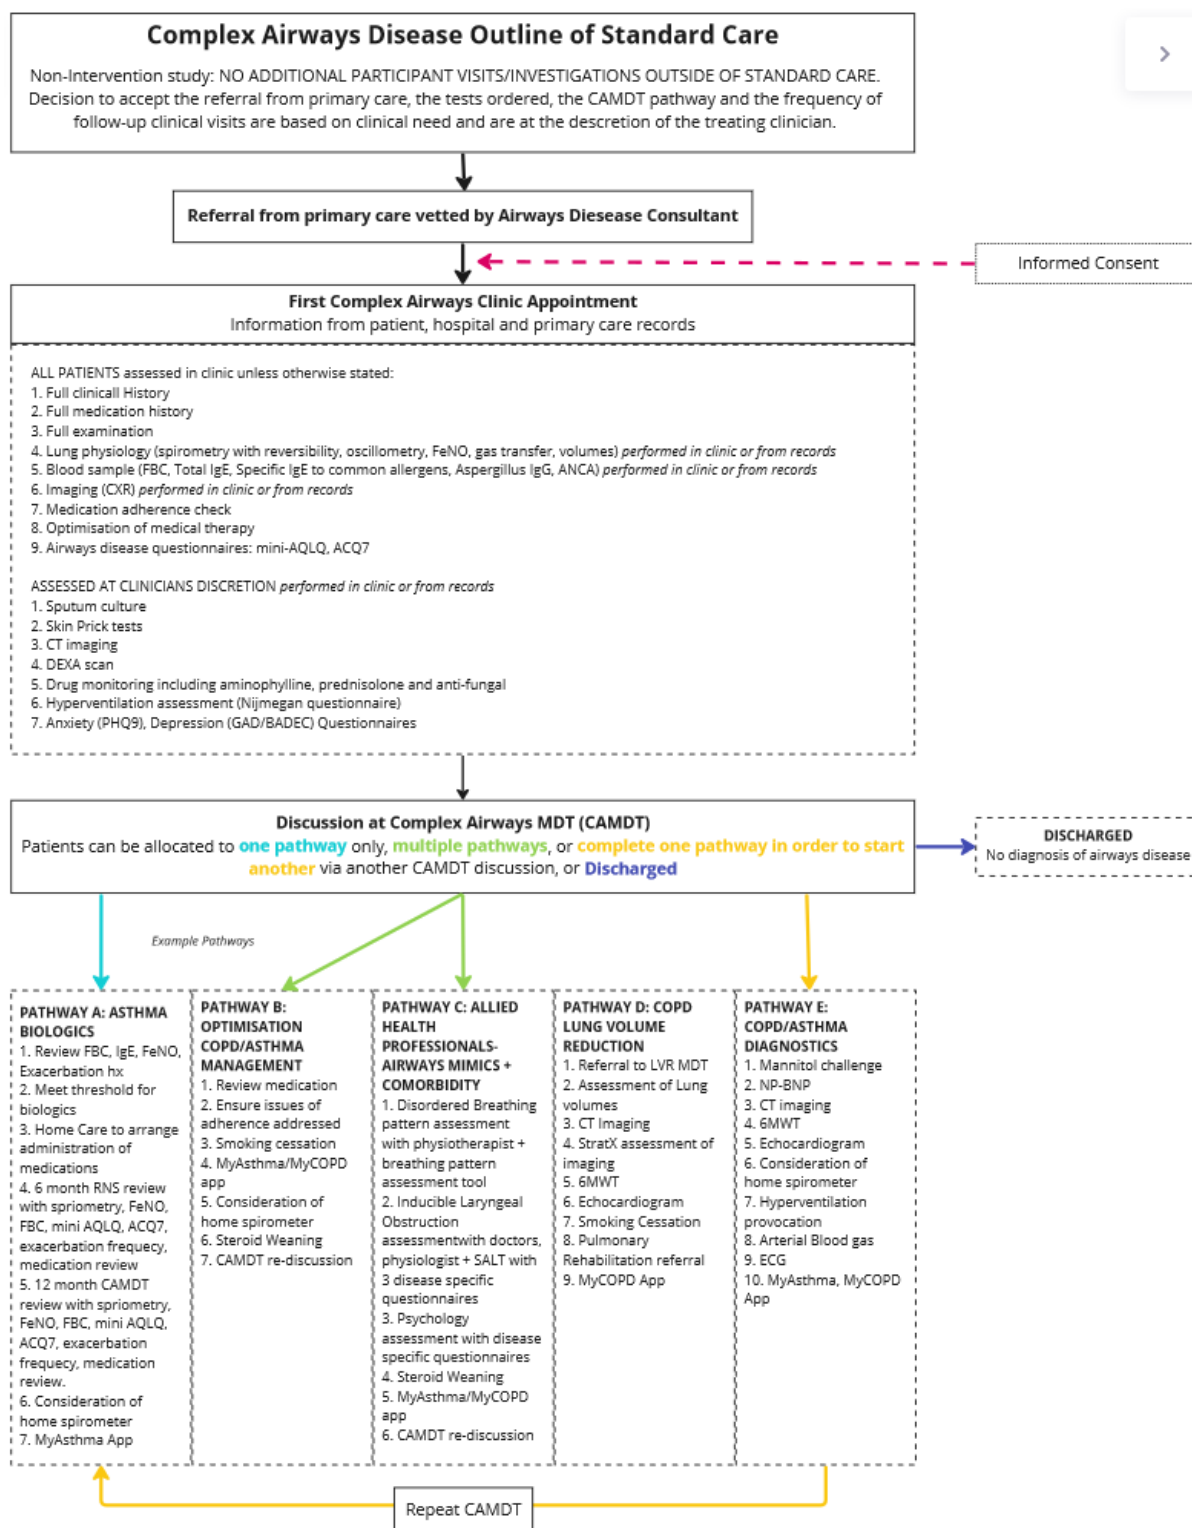 Complex Airways Disease Outline of Standard Care
Non-Intervention study: NO ADDITIONAL PARTICIPANT VISITS/INVESTIGATIONS OUTSIDE OF STANDARD CARE.
Decision to accept the referral from primary care, the tests ordered, the CAMDT pathway and the frequency of
follow-up clinical visits are based on clinical need and are at the descretion of the treating clinician.
Referral from primary care vetted by Airways Diesease Consultant
Informed Consent
First Complex Airways Clinic Appointment
Information from patient, hospital and primary care records
ALL PATIENTS assessed in clinic unless otherwise stated:
1. Full clinicall History
2. Full medication history
3. Full examination
4. Lung physiology (spirometry with reversibility, oscillometry, FeNO, gas transfer, volumes) performed in clinic or from records
5. Blood sample (FBC, Total IgE, Specific IgE to common allergens, Aspergillus IgG, ANCA) performed in clinic or from records
6. Imaging (CXR) performed in clinic or from records
7. Medication adherence check
8. Optimisation of medical therapy
9. Airways disease questionnaires: mini-AQLQ, ACQ7
ASSESSED AT CLINICIANS DISCRETION performed in clinic or from records
1. Sputum culture
2. Skin Prick tests
3. CT imaging
4. DEXA scan
5. Drug monitoring including aminophylline, prednisolone and anti-fungal
6. Hyperventilation assessment (Nijmegan questionnaire)
7. Anxiety (PHQ9), Depression (GAD/BADEC) Questionnaires
Discussion at Complex Airways MDT (CAMDT)
Patients can be allocated to one pathway only, multiple pathways, or complete one pathway in order to start
another via another CAMDT discussion, or Discharged
DISCHARGED
No diagnosis of airways disease
Example Pathways
PATHWAY A: ASTHMA
BIOLOGICS
1. Review FBC, IgE, FeNO,
Exacerbation hx
2. Meet threshold for
biologics
3. Home Care to arrange
administration of
medications
4. 6 month RNS review
with spriometry, FeNO,
FBC, mini AQLQ, ACQ7,
exacerbation frequecy,
medication review
5. 12 month CAMDT
review with spriometry,
FeNO, FBC, mini AQLQ,
ACQ7, exacerbation
frequecy, medication
review.
6. Consideration of
home spirometer
7. MyAsthma App
PATHWAY B:
OPTIMISATION
COPD/ASTHMA
MANAGEMENT
1. Review medication
2. Ensure issues of
adherence addressed
3. Smoking cessation
4. MyAsthma/MyCOPD
app
5. Consideration of
home spirometer
6. Steroid Weaning
7. CAMDT re-discussion
PATHWAY C: ALLIED
HEALTH
PROFESSIONALS-
AIRWAYS MIMICS +
COMORBIDITY
1. Disordered Breathing
pattern assessment
with physiotherapist +
breathing pattern
assessment tool
2. Inducible Laryngeal
Obstruction
assessmentwith doctors,
physiologist + SALT with
3 disease specific
questionnaires
3. Psychology
assessment with disease
specific questionnaires
4. Steroid Weaning
5. MyAsthma/MyCOPD
app
6. CAMDT re-discussion
PATHWAY D: COPD
LUNG VOLUME
REDUCTION
1. Referral to LVR MDT
2. Assessment of Lung
volumes
3. CT Imaging
4. StratX assessment of
imaging
5. 6MWT
6. Echocardiogram
7. Smoking Cessation
8. Pulmonary
Rehabilitation referral
9. MyCOPD App
PATHWAY E:
COPD/ASTHMA
DIAGNOSTICS
1. Mannitol challenge
2. NP-BNP
3. CT imaging
4. 6MWT
5. Echocardiogram
6. Consideration of
home spirometer
7. Hyperventilation
provocation
8. Arterial Blood gas
9. ECG
10. MyAsthma, MyCOPD
App
Repeat CAMDT